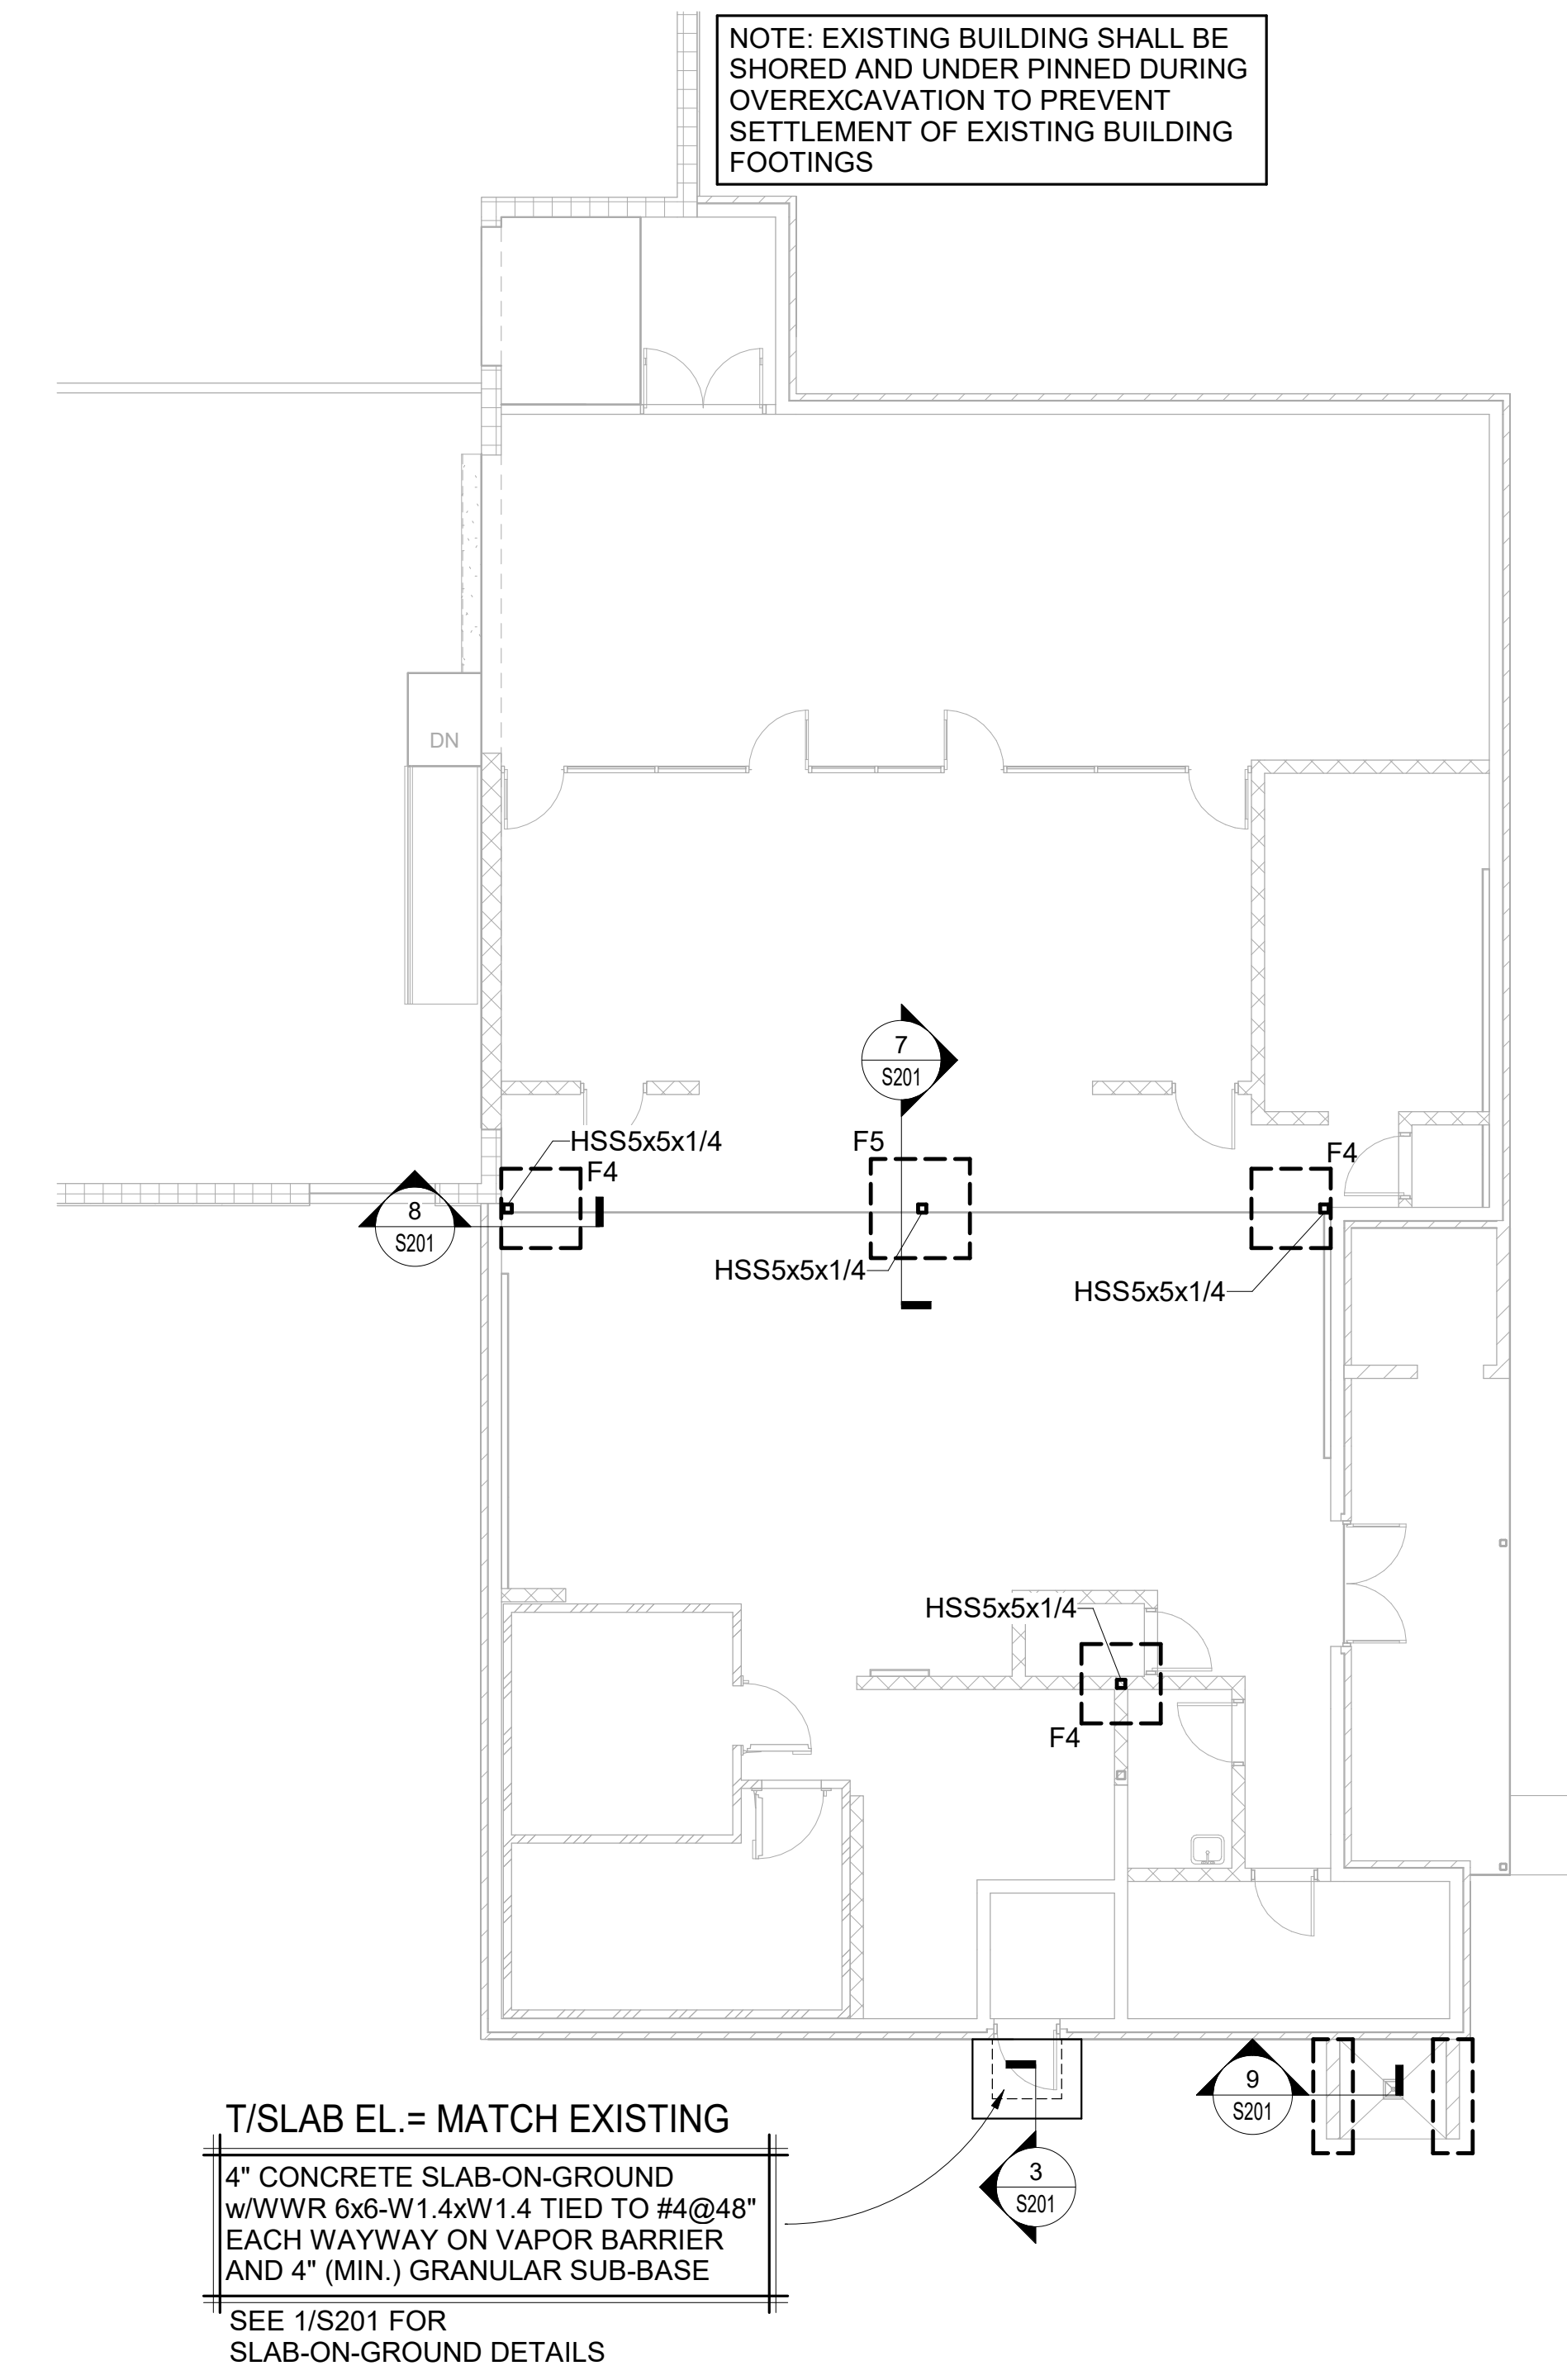 NOTE: EXISTING BUILDING SHALL BE
SHORED AND UNDER PINNED DURING
OVEREXCAVATION TO PREVENT
SETTLEMENT OF EXISTING BUILDING
FOOTINGS
DN
7
S201
HSS5x5x1/4
F4
F5
F4
8
S201
HSS5x5x1/4
HSS5x5x1/4
HSS5x5x1/4
F4
9
S201
3
S201
T/SLAB EL.= MATCH EXISTING
4" CONCRETE SLAB-ON-GROUND
w/WWR 6x6-W1.4xW1.4 TIED TO #4@48"
EACH WAYWAY ON VAPOR BARRIER
AND 4" (MIN.) GRANULAR SUB-BASE
SEE 1/S201 FOR
SLAB-ON-GROUND DETAILS